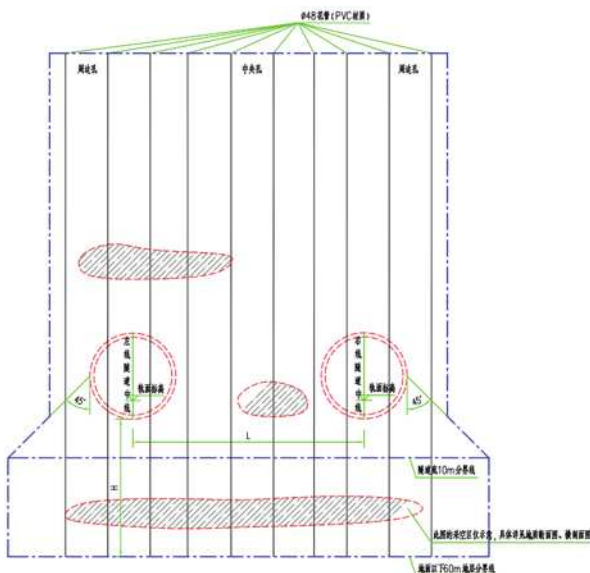 ø48花管(PVC材质)
周边孔
中央孔
周边孔
左线隧道中线
右线隧道中线
轨面标高
轨面标高
45°
45°
L
H
隧道底10m分界线
此图的采空区仅示意,具体详见地质断面图、横剖面图
地面以下60m地层分界线